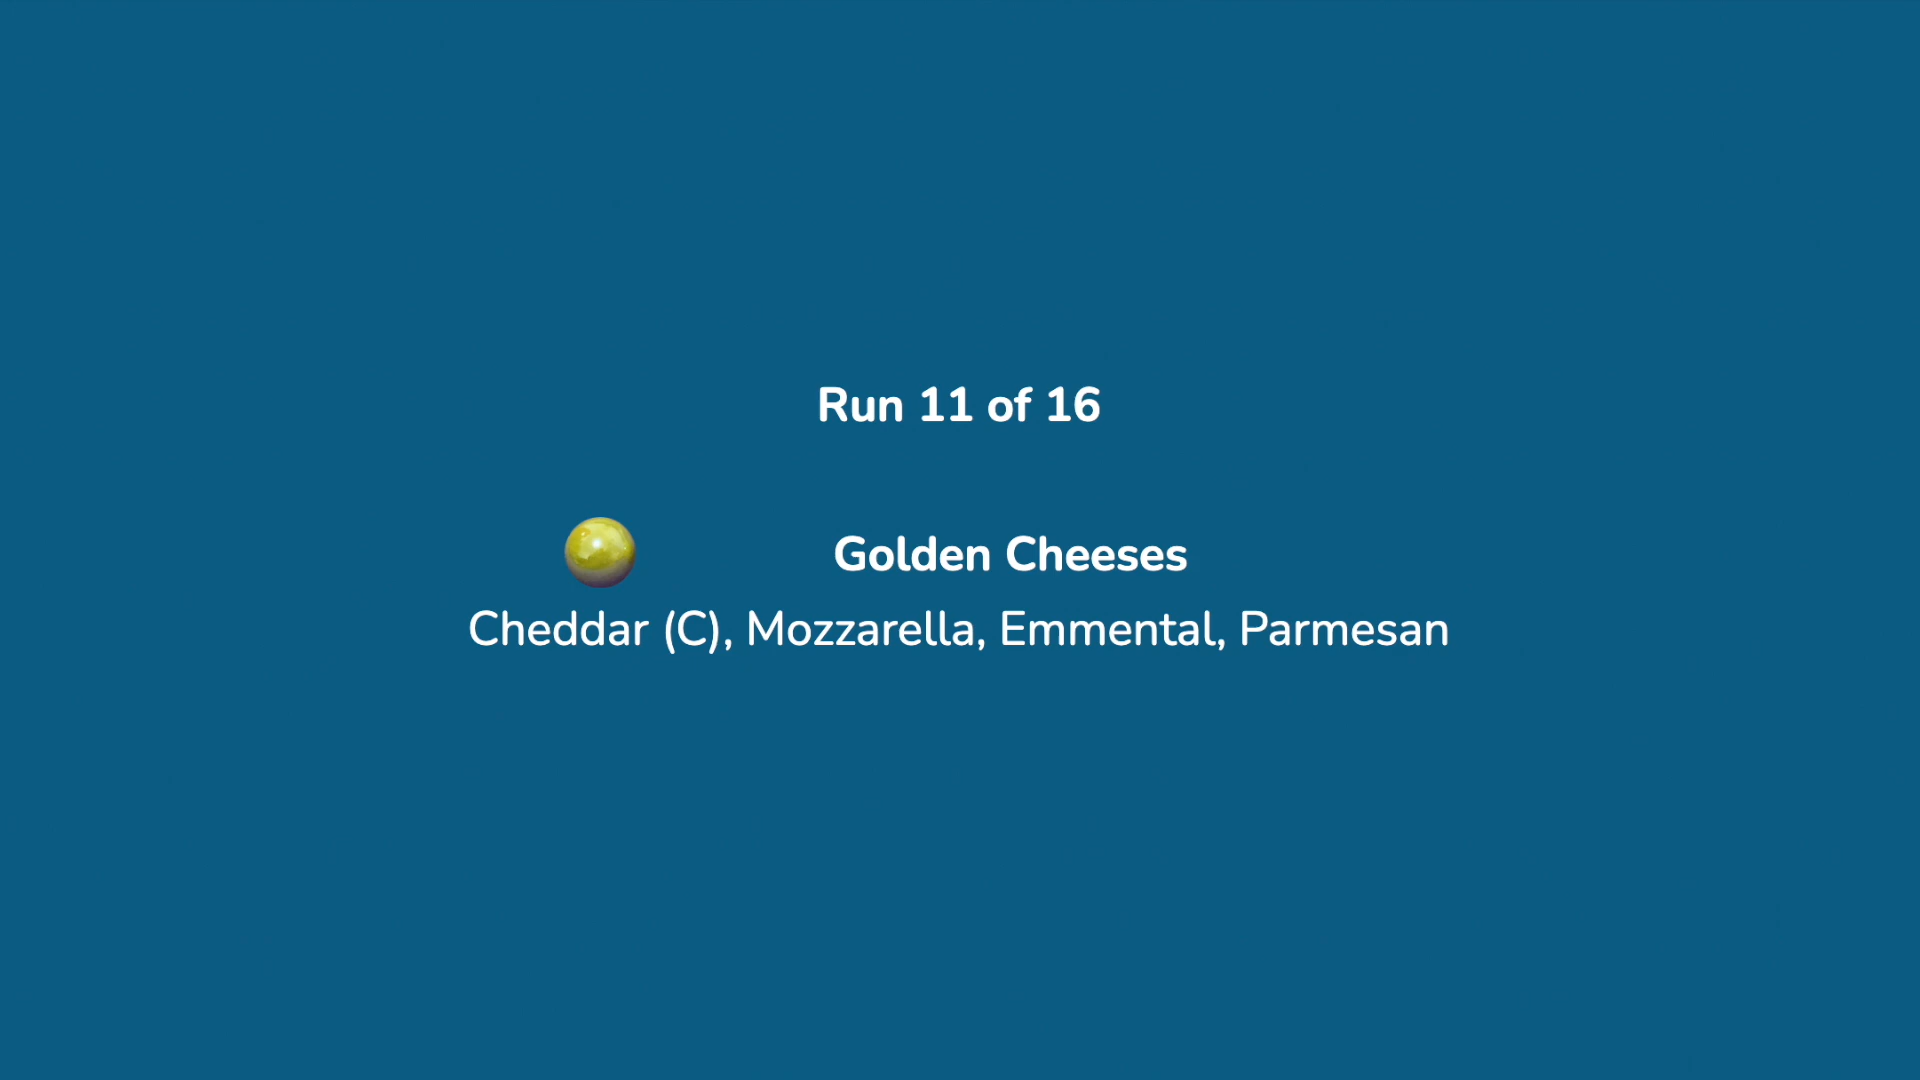 Run 11 of 16
Golden Cheeses
Cheddar (C), Mozzarella, Emmental, Parmesan